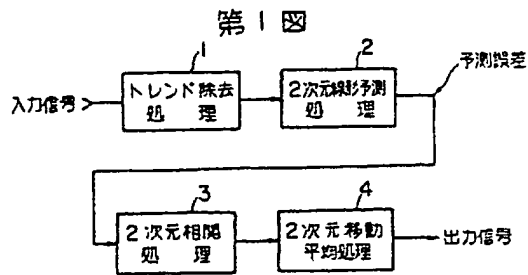 第1図
1
トレンド除去
処理
2
2次元線形予測
処理
予測誤差
入力信号
3
2次元相関
処理
4
2次元移動
平均処理
出力信号